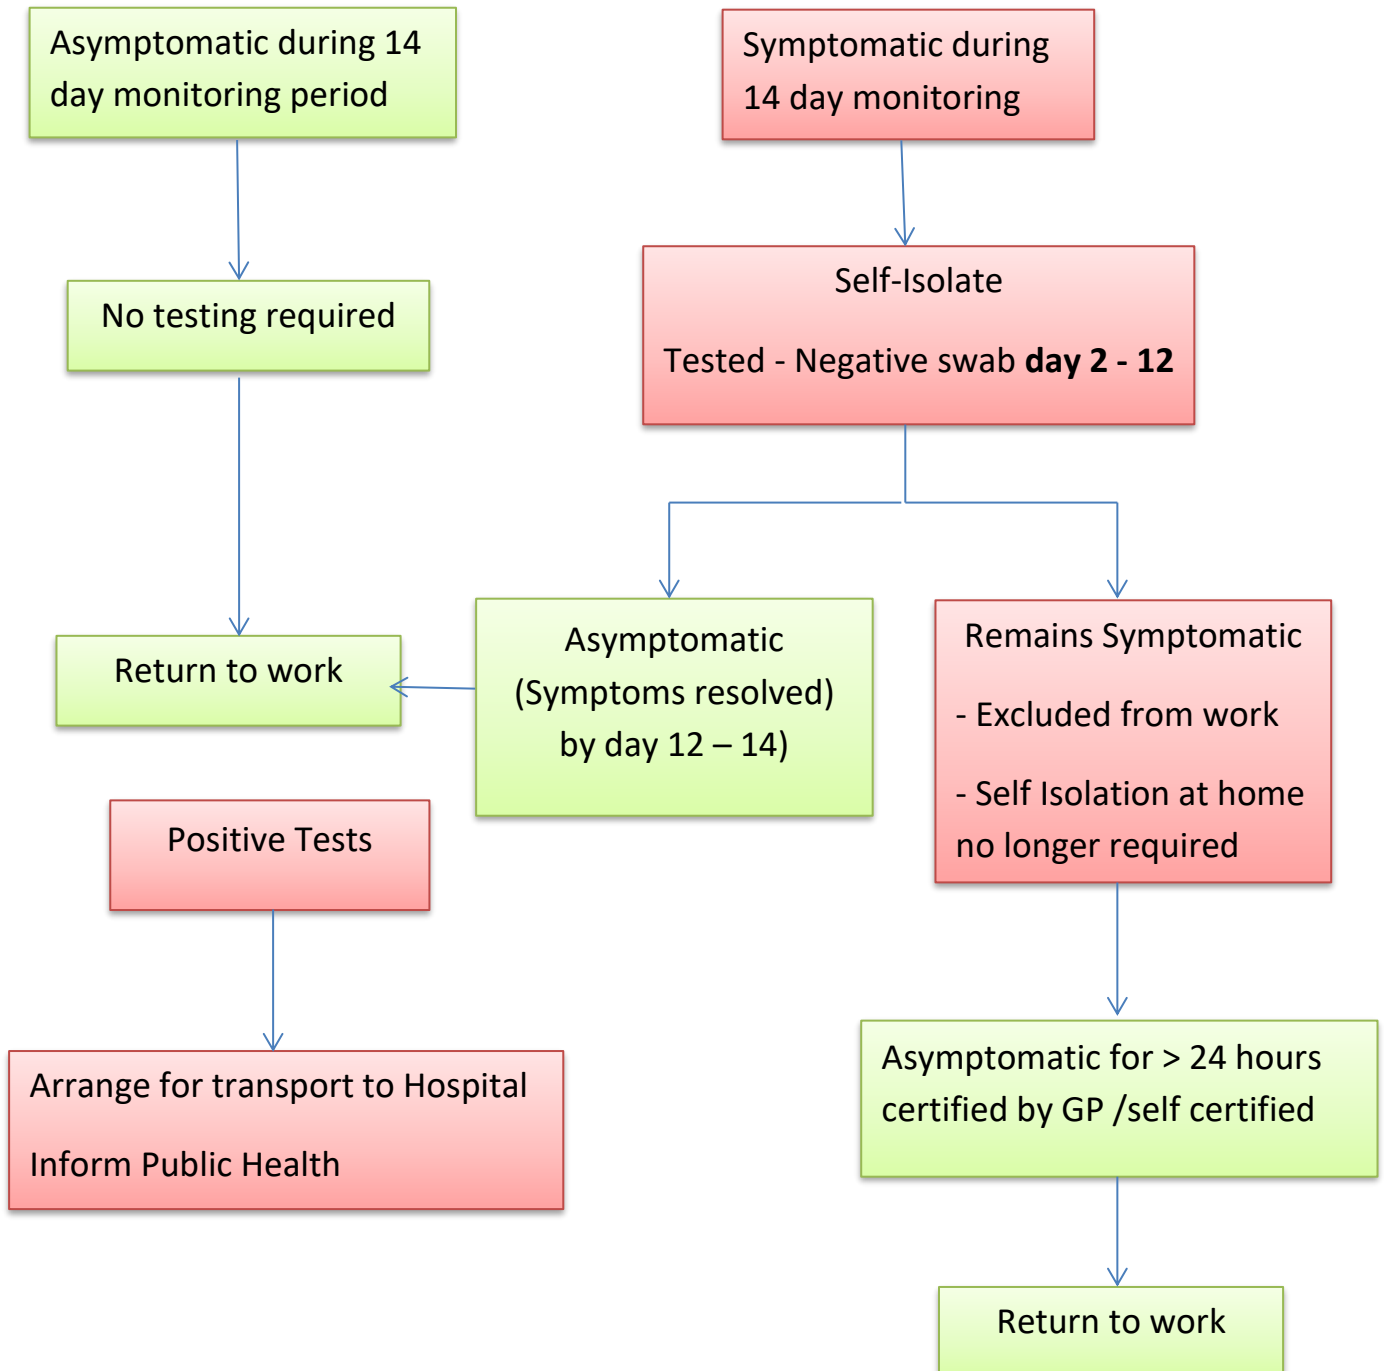 Asymptomatic during 14
day monitoring period
Symptomatic during
14 day monitoring
Self-Isolate
Tested - Negative swab day 2 - 12
No testing required
Return to work
Asymptomatic
(Symptoms resolved)
by day 12 – 14)
Remains Symptomatic
- Excluded from work
- Self Isolation at home
no longer required
Positive Tests
Arrange for transport to Hospital
Inform Public Health
Asymptomatic for > 24 hours
certified by GP /self certified
Return to work